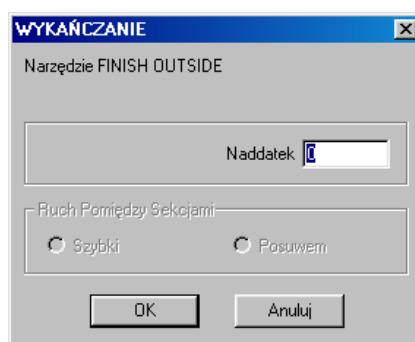 WYKAŃCZANIE
Narzędzie FINISH OUTSIDE
Naddatek 0
Ruch Pomiędzy Sekcjami
Szybki Posuwem
OK Anuluj